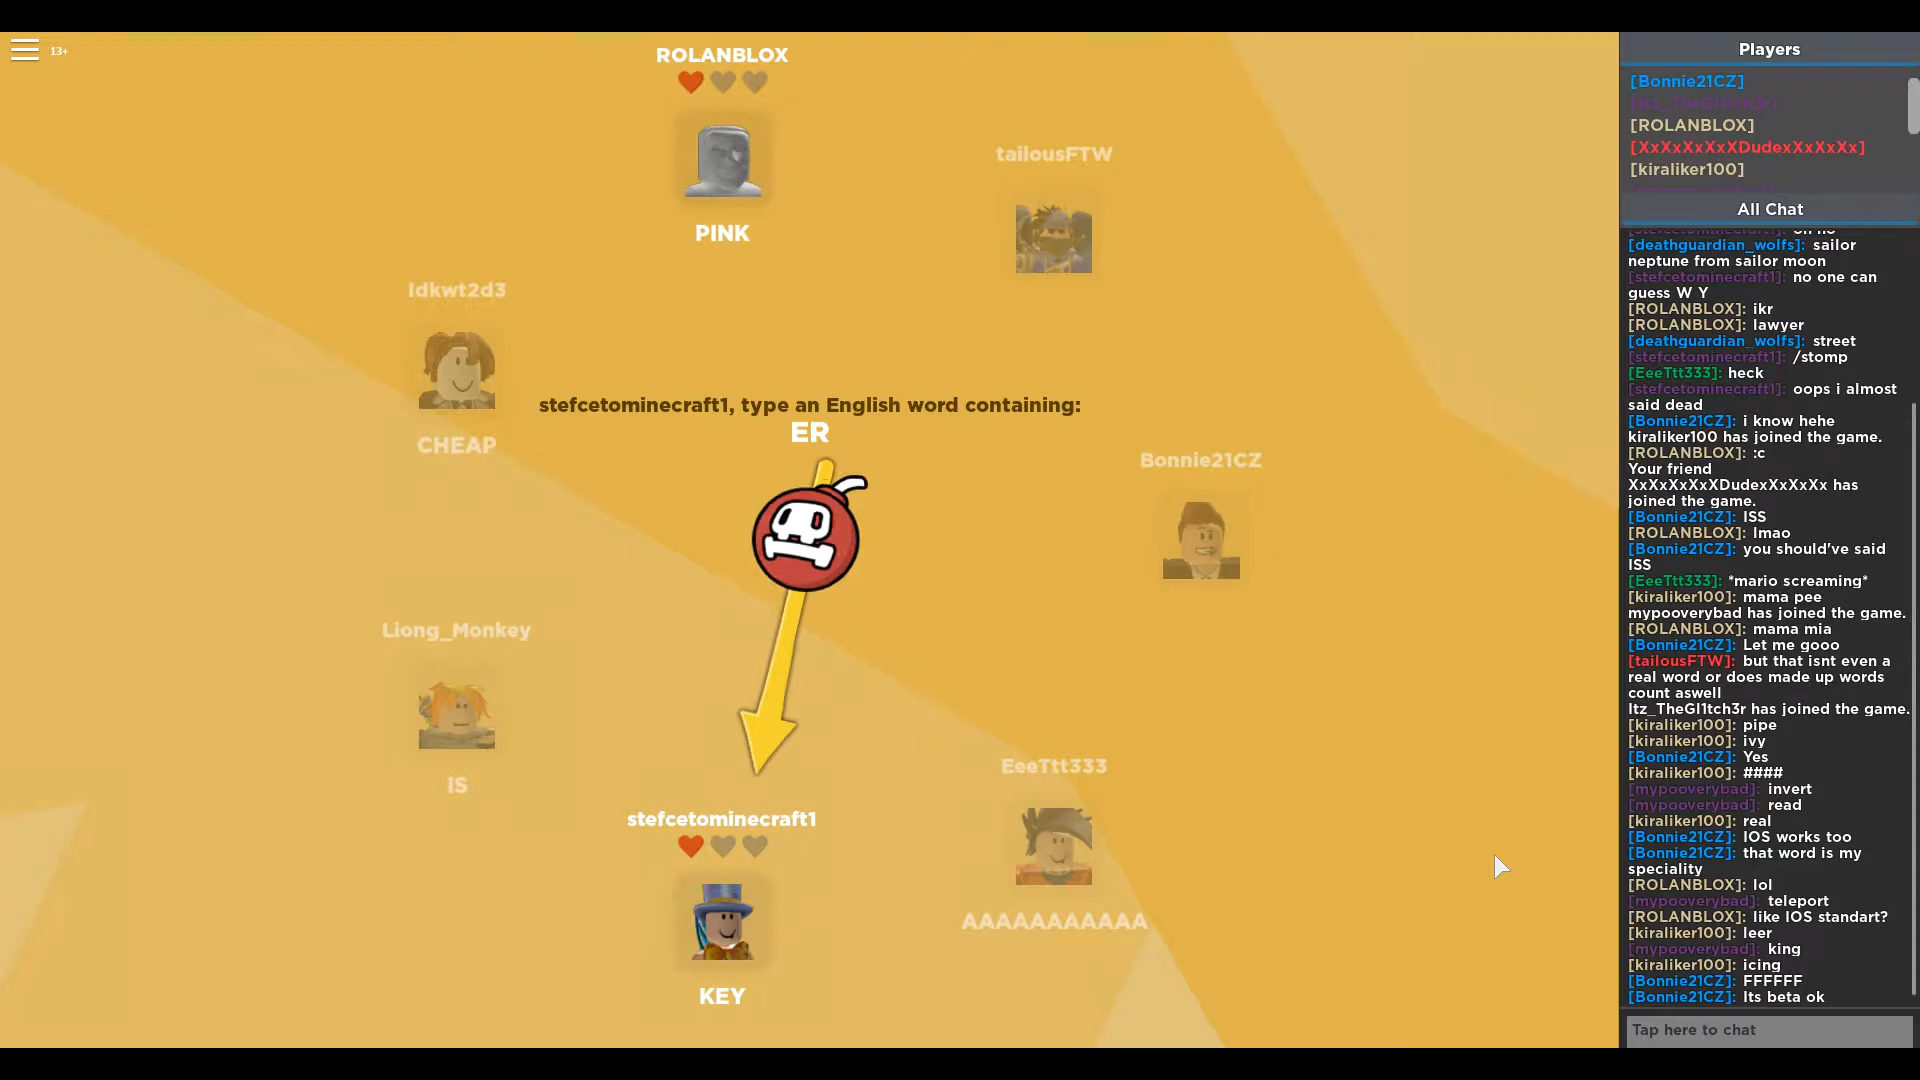 13+
ROLANBLOX
PINK
tailousFTW
Idkwt2d3
CHEAP
stefcetominecraft1, type an English word containing:
ER
Bonnie21CZ
Liong_Monkey
IS
EeeTtt333
AAAAAAAAAAA
stefcetominecraft1
KEY
Players
[Bonnie21CZ]
[Itz_TheGl1tch3r]
[ROLANBLOX]
[XxXxXxXxXDudexXxXxXx]
[kiraliker100]
All Chat
[stefcetominecraft1]: oh no
[deathguardian_wolfs]: sailor
neptune from sailor moon
[stefcetominecraft1]: no one can
guess W Y
[ROLANBLOX]: ikr
[ROLANBLOX]: lawyer
[deathguardian_wolfs]: street
[stefcetominecraft1]: /stomp
[EeeTtt333]: heck
[stefcetominecraft1]: oops i almost
said dead
[Bonnie21CZ]: i know hehe
kiraliker100 has joined the game.
[ROLANBLOX]: :c
Your friend
XxXxXxXxXDudexXxXxXx has
joined the game.
[Bonnie21CZ]: ISS
[ROLANBLOX]: lmao
[Bonnie21CZ]: you should've said
ISS
[EeeTtt333]: *mario screaming*
[kiraliker100]: mama pee
mypooverybad has joined the game.
[ROLANBLOX]: mama mia
[Bonnie21CZ]: Let me gooo
[tailousFTW]: but that isnt even a
real word or does made up words
count aswell
Itz_TheGl1tch3r has joined the game.
[kiraliker100]: pipe
[kiraliker100]: ivy
[Bonnie21CZ]: Yes
[kiraliker100]: ####
[mypooverybad]: invert
[mypooverybad]: read
[kiraliker100]: real
[Bonnie21CZ]: IOS works too
[Bonnie21CZ]: that word is my
speciality
[ROLANBLOX]: lol
[mypooverybad]: teleport
[ROLANBLOX]: like IOS standart?
[kiraliker100]: leer
[mypooverybad]: king
[kiraliker100]: icing
[Bonnie21CZ]: FFFFFF
[Bonnie21CZ]: Its beta ok
Tap here to chat